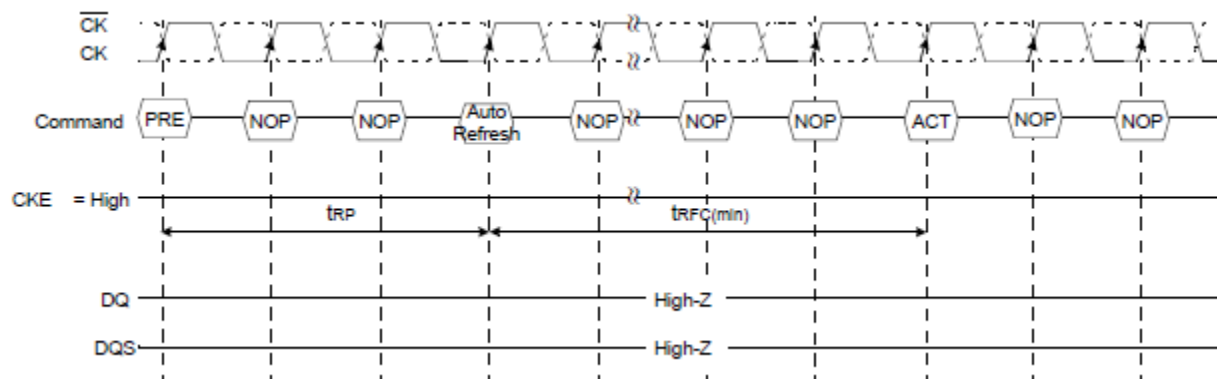 CK
CK
Command PRE NOP NOP Auto Refresh NOP NOP NOP ACT NOP NOP
CKE = High
tRP tRFC(min)
DQ High-Z
DQS High-Z